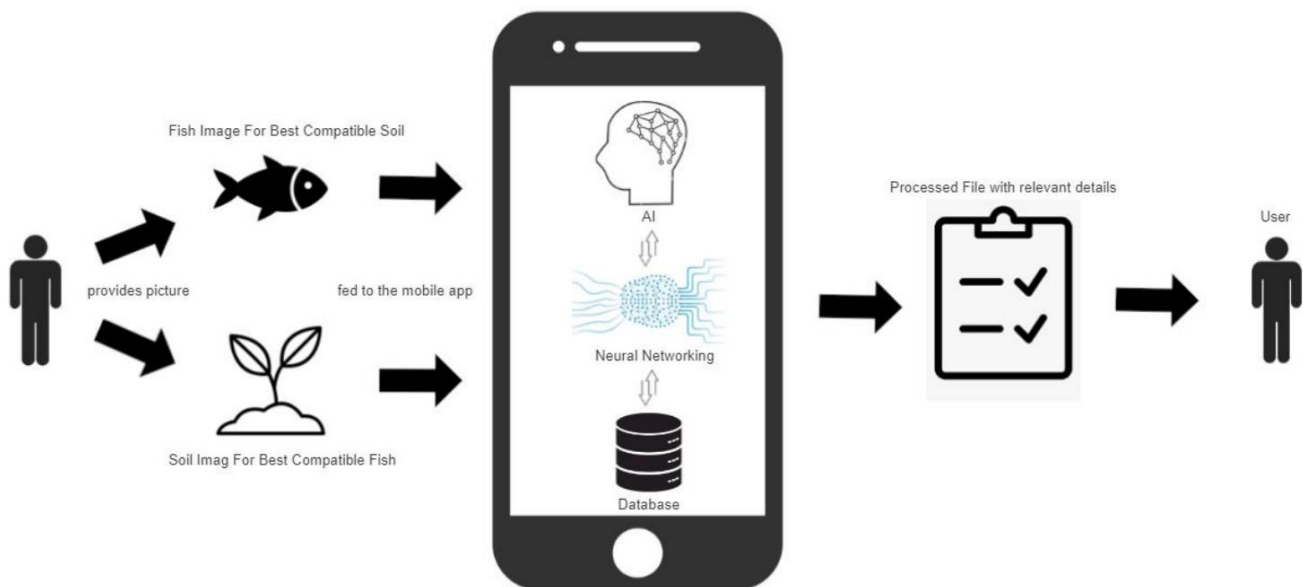 Fish Image For Best Compatible Soil
provides picture
fed to the mobile app
Soil Imag For Best Compatible Fish
AI
Neural Networking
Database
Processed File with relevant details
User